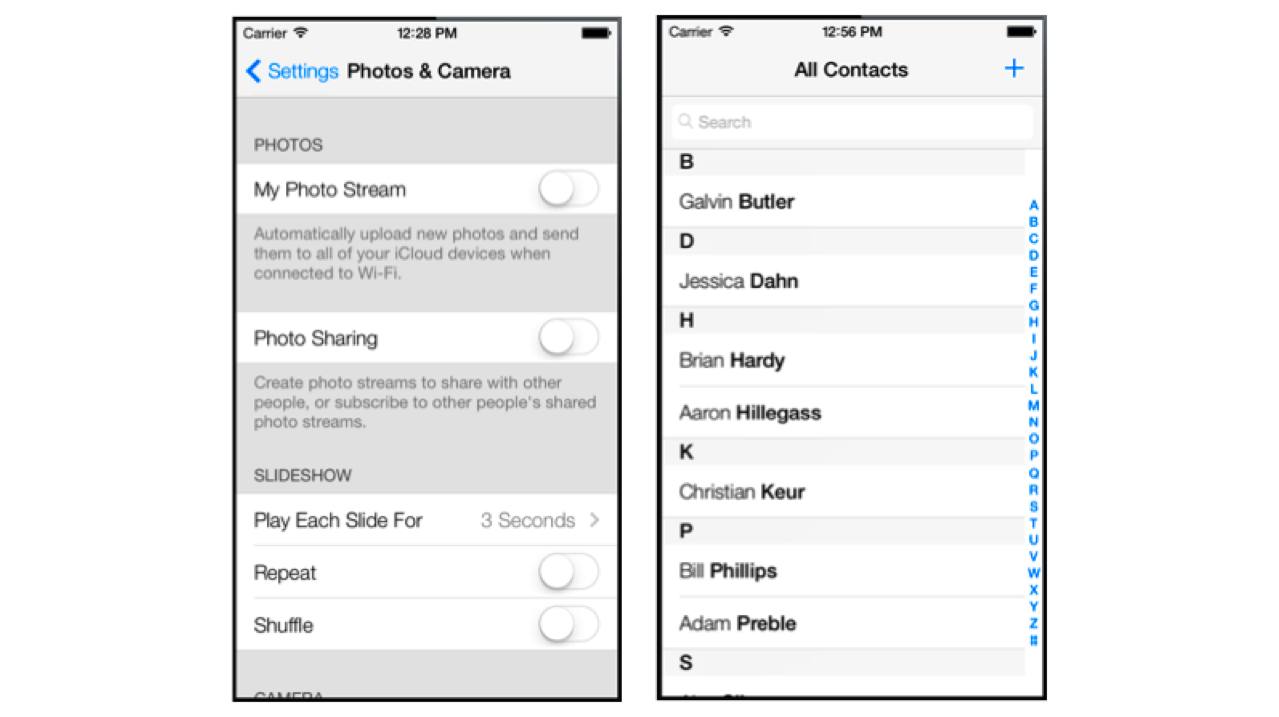 Carrier 12:28 PM
Settings Photos & Camera
PHOTOS
My Photo Stream
Automatically upload new photos and send
them to all of your iCloud devices when
connected to Wi-Fi.
Photo Sharing
Create photo streams to share with other
people, or subscribe to other people's shared
photo streams.
SLIDESHOW
Play Each Slide For 3 Seconds
Repeat
Shuffle
CAMERA
Carrier 12:56 PM
All Contacts +
Search
B
Galvin Butler
D
Jessica Dahn
H
Brian Hardy
Aaron Hillegass
K
Christian Keur
P
Bill Phillips
Adam Preble
S
A
B
C
D
E
F
G
H
I
J
K
L
M
N
O
P
Q
R
S
T
U
V
W
X
Y
Z
#